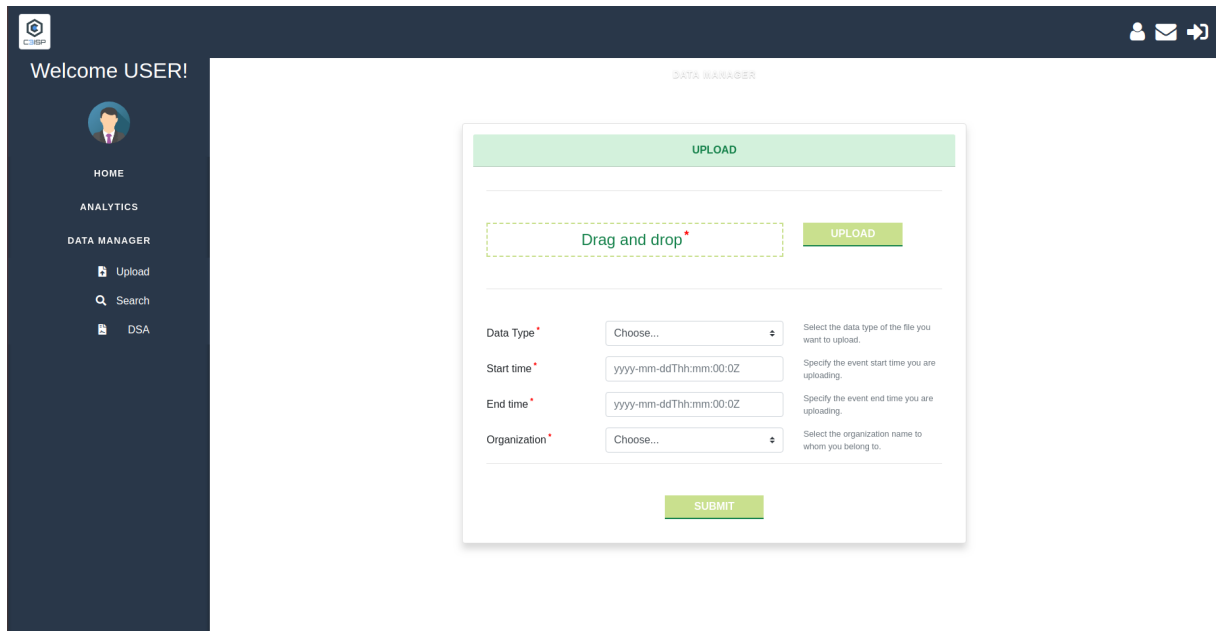 C3ISP
Welcome USER!
HOME
ANALYTICS
DATA MANAGER
Upload
Search
DSA
DATA MANAGER
UPLOAD
Drag and drop*
UPLOAD
Data Type* Choose... Select the data type of the file you
want to upload.
Start time* yyyy-mm-ddThh:mm:00:0Z Specify the event start time you are
uploading.
End time* yyyy-mm-ddThh:mm:00:0Z Specify the event end time you are
uploading.
Organization* Choose... Select the organization name to
whom you belong to.
SUBMIT